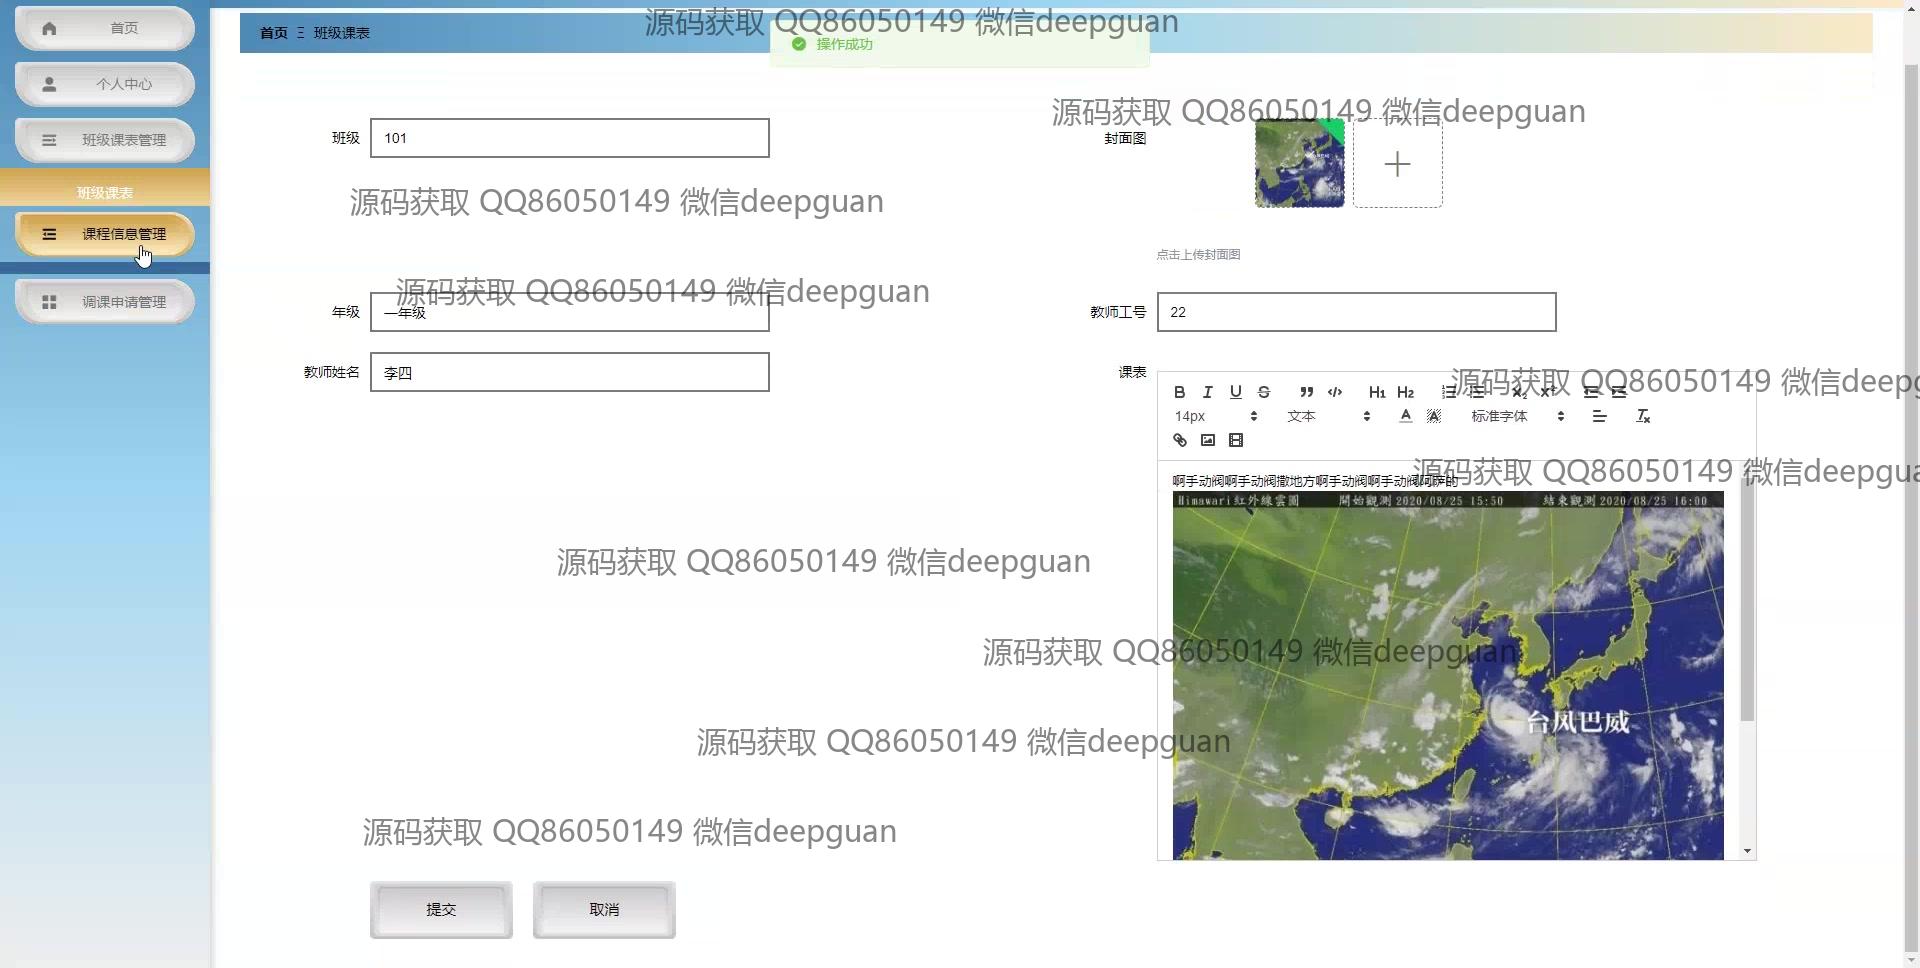 首页
个人中心
班级课表管理
班级课表
课程信息管理
调课申请管理
首页 Ξ 班级课表
源码获取 QQ86050149 微信deepguan
操作成功
源码获取 QQ86050149 微信deepguan
班级 101
封面图
源码获取 QQ86050149 微信deepguan
点击上传封面图
源码获取 QQ86050149 微信deepguan
年级 一年级
教师工号 22
教师姓名 李四
课表
源码获取 QQ86050149 微信deepg
B I U S H1 H2 X2 X2
14px 文本 A A 标准字体 Tx
源码获取 QQ86050149 微信deepgua
啊手动阀啊手动阀撒地方啊手动阀啊手动阀阿萨的
Himawari紅外線雲圖 開始觀測 2020/08/25 15:50 結束觀測 2020/08/25 16:00
源码获取 QQ86050149 微信deepguan
源码获取 QQ86050149 微信deepguan
台风巴威
源码获取 QQ86050149 微信deepguan
源码获取 QQ86050149 微信deepguan
提交 取消